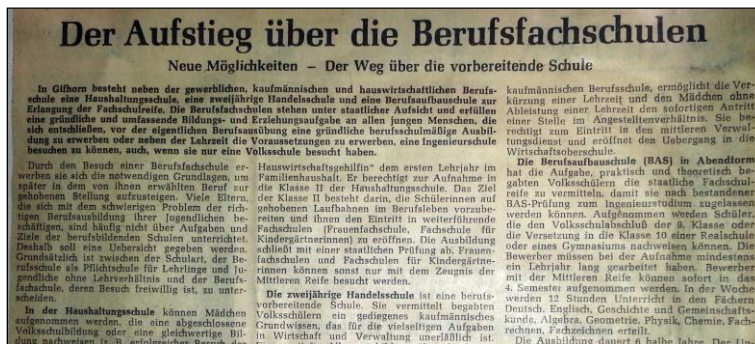 Der Aufstieg über die Berufsfachschulen
Neue Möglichkeiten – Der Weg über die vorbereitende Schule
In Gifhorn besteht neben der gewerblichen, kaufmännischen und hauswirtschaftlichen Berufs-
schule eine Haushaltungsschule, eine zweijährige Handelsschule und eine Berufsaufbauschule zur
Erlangung der Fachschulreife. Die Berufsfachschulen stehen unter staatlicher Aufsicht und erfüllen
eine gründliche und umfassende Bildungs- und Erziehungsaufgabe an allen jungen Menschen, die
sich entschließen, vor der eigentlichen Berufsausübung eine gründliche berufsschulmäßige Ausbil-
dung zu erwerben oder neben der Lehrzeit die Voraussetzungen zu erwerben, eine Ingenieurschule
besuchen zu können, auch, wenn sie nur eine Volksschule besucht haben.
Durch den Besuch einer Berufsfachschule er-
werben sie sich die notwendigen Grundlagen, um
später in dem von ihnen erwählten Beruf zur
gehobenen Stellung aufzusteigen. Viele Eltern,
die sich mit dem schwierigen Problem der rich-
tigen Berufsausbildung ihrer Jugendlichen be-
schäftigen, sind häufig nicht über Aufgaben und
Ziele der berufsbildenden Schulen unterrichtet.
Deshalb soll eine Uebersicht gegeben werden.
Grundsätzlich ist zwischen der Schulart, der Be-
rufsschule als Pflichtschule für Lehrlinge und Ju-
gendliche ohne Lehrverhältnis und der Berufs-
fachschule, deren Besuch freiwillig ist, zu unter-
scheiden.
In der Haushaltungsschule können Mädchen
aufgenommen werden, die eine abgeschlossene
Volksschulbildung oder eine gleichwertige Bil-
dung nachweisen (z. B. erfolgreicher Besuch der
Hauswirtschaftsgehilfin" dem ersten Lehrjahr im
Familienhaushalt. Er berechtigt zur Aufnahme in
die Klasse II der Haushaltungsschule. Das Ziel
der Klasse II besteht darin, die Schülerinnen auf
die gehobenen Laufbahnen im Berufsleben vorzube-
reiten und ihnen den Eintritt in weiterführende
Fachschulen (Frauenfachschule, Fachschule für
Kindergärtnerinnen) zu eröffnen. Die Ausbildung
schließt mit einer staatlichen Prüfung ab. Frauen-
fachschulen und Fachschulen für Kindergärtne-
rinnen können sonst nur mit dem Zeugnis der
Mittleren Reife besucht werden.
Die zweijährige Handelsschule ist eine berufs-
vorbereitende Schule. Sie vermittelt begabten
Volksschülern ein gediegenes kaufmännisches
Grundwissen, das für die vielseitigen Aufgaben
in Wirtschaft und Verwaltung unerläßlich ist.
kaufmännischen Berufsschule, ermöglicht die Ver-
kürzung einer Lehrzeit und den Mädchen ohne
Ableistung einer Lehrzeit den sofortigen Antritt
einer Stelle im Angestelltenverhältnis. Sie be-
rechtigt zum Eintritt in den mittleren Verwal-
tungsdienst und eröffnet den Uebergang in die
Wirtschaftsoberschule.
Die Berufsaufbauschule (BAS) in Abendform
hat die Aufgabe, praktisch und theoretisch be-
gabten Volksschülern die staatliche Fachschul-
reife zu vermitteln, damit sie nach bestandener
BAS-Prüfung zum Ingenieurstudium zugelassen
werden können. Aufgenommen werden Schüler,
die den Volksschulabschluß der 9. Klasse oder
die Versetzung in die Klasse 10 einer Realschule
oder eines Gymnasiums nachweisen können. Die
Bewerber müssen bei der Aufnahme mindestens
ein Lehrjahr lang gearbeitet haben. Bewerber
mit der Mittleren Reife können sofort in das
4. Semester aufgenommen werden. In der Woche
werden 12 Stunden Unterricht in den Fächern
Deutsch, Englisch, Geschichte und Gemeinschafts-
kunde, Algebra, Geometrie, Physik, Chemie, Fach-
rechnen, Fachzeichnen erteilt.
Die Ausbildung dauert 6 halbe Jahre. Der